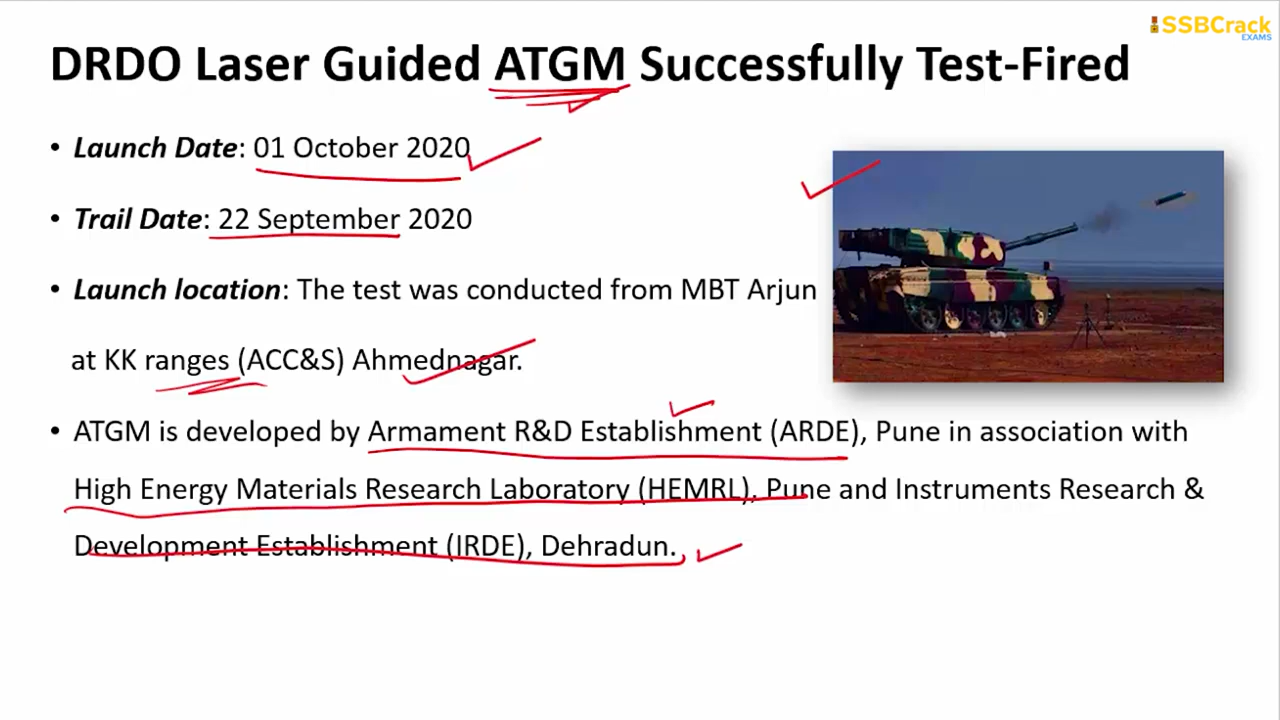 SSBCrack
EXAMS
DRDO Laser Guided ATGM Successfully Test-Fired
• Launch Date: 01 October 2020
• Trail Date: 22 September 2020
• Launch location: The test was conducted from MBT Arjun
at KK ranges (ACC&S) Ahmednagar.
• ATGM is developed by Armament R&D Establishment (ARDE), Pune in association with
High Energy Materials Research Laboratory (HEMRL), Pune and Instruments Research &
Development Establishment (IRDE), Dehradun.